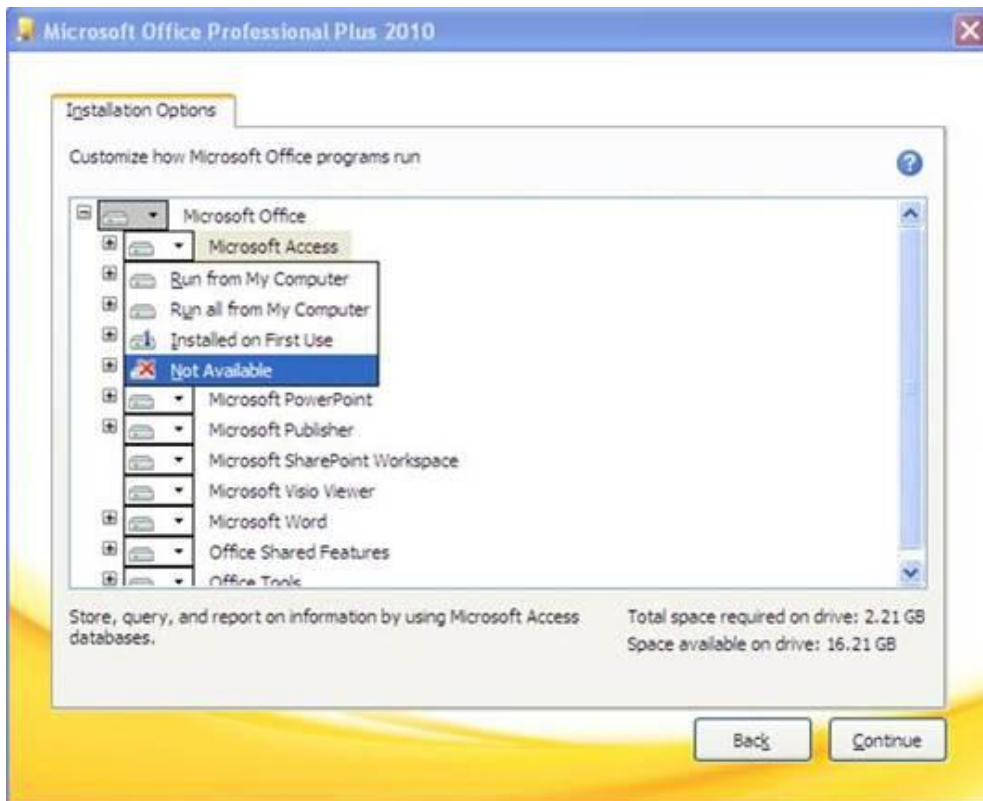 Microsoft Office Professional Plus 2010
Installation Options
Customize how Microsoft Office programs run
Microsoft Office
Microsoft Access
Run from My Computer
Run all from My Computer
Installed on First Use
Not Available
Microsoft PowerPoint
Microsoft Publisher
Microsoft SharePoint Workspace
Microsoft Visio Viewer
Microsoft Word
Office Shared Features
Office Tools
Store, query, and report on information by using Microsoft Access
databases.
Total space required on drive: 2.21 GB
Space available on drive: 16.21 GB
Back
Continue